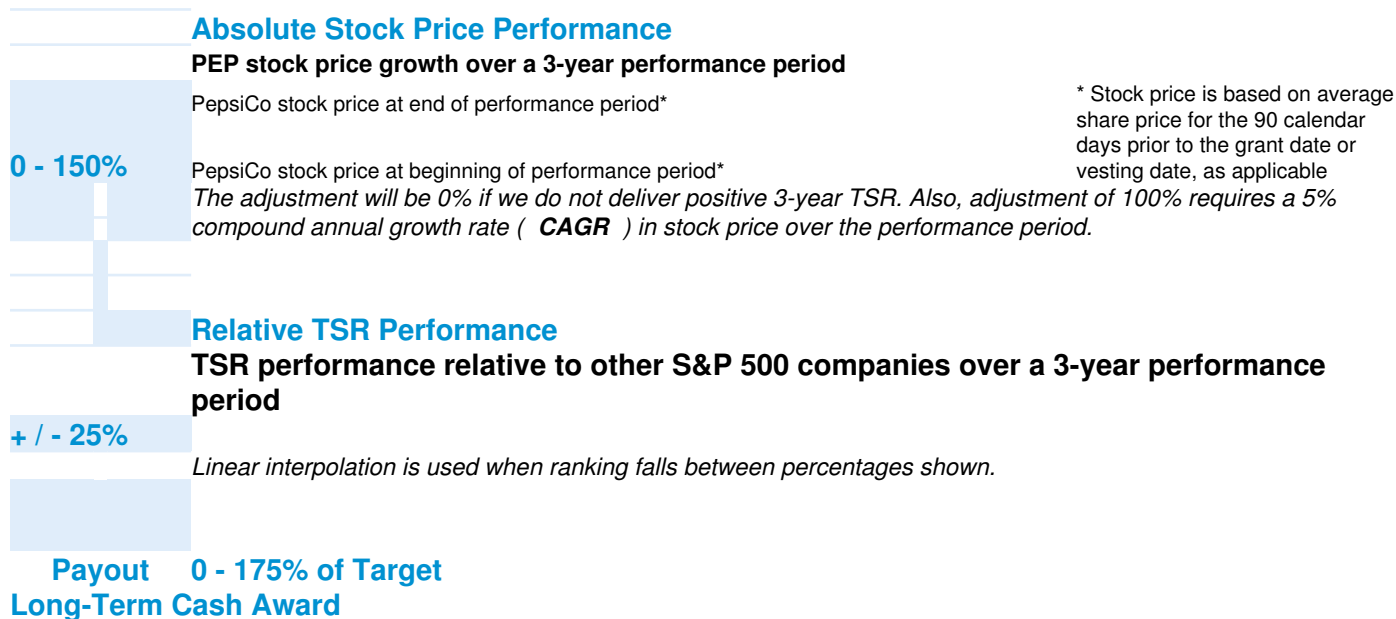 Absolute Stock Price Performance
PEP stock price growth over a 3-year performance period
PepsiCo stock price at end of performance period*
* Stock price is based on average
share price for the 90 calendar
days prior to the grant date or
vesting date, as applicable
0 - 150%
PepsiCo stock price at beginning of performance period*
The adjustment will be 0% if we do not deliver positive 3-year TSR. Also, adjustment of 100% requires a 5%
compound annual growth rate ( CAGR ) in stock price over the performance period.
Relative TSR Performance
TSR performance relative to other S&P 500 companies over a 3-year performance
period
+ / - 25%
Linear interpolation is used when ranking falls between percentages shown.
Payout 0 - 175% of Target
Long-Term Cash Award